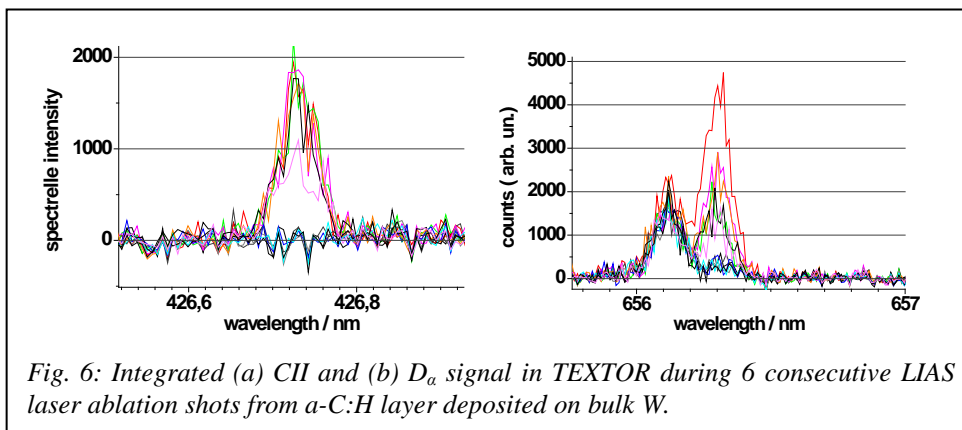 2000
1000
0
spectrelle intensity
426,6
426,8
wavelength / nm
5000
4000
3000
2000
1000
0
counts ( arb. un.)
656
657
wavelength / nm
Fig. 6: Integrated (a) CII and (b) Dα signal in TEXTOR during 6 consecutive LIAS
laser ablation shots from a-C:H layer deposited on bulk W.